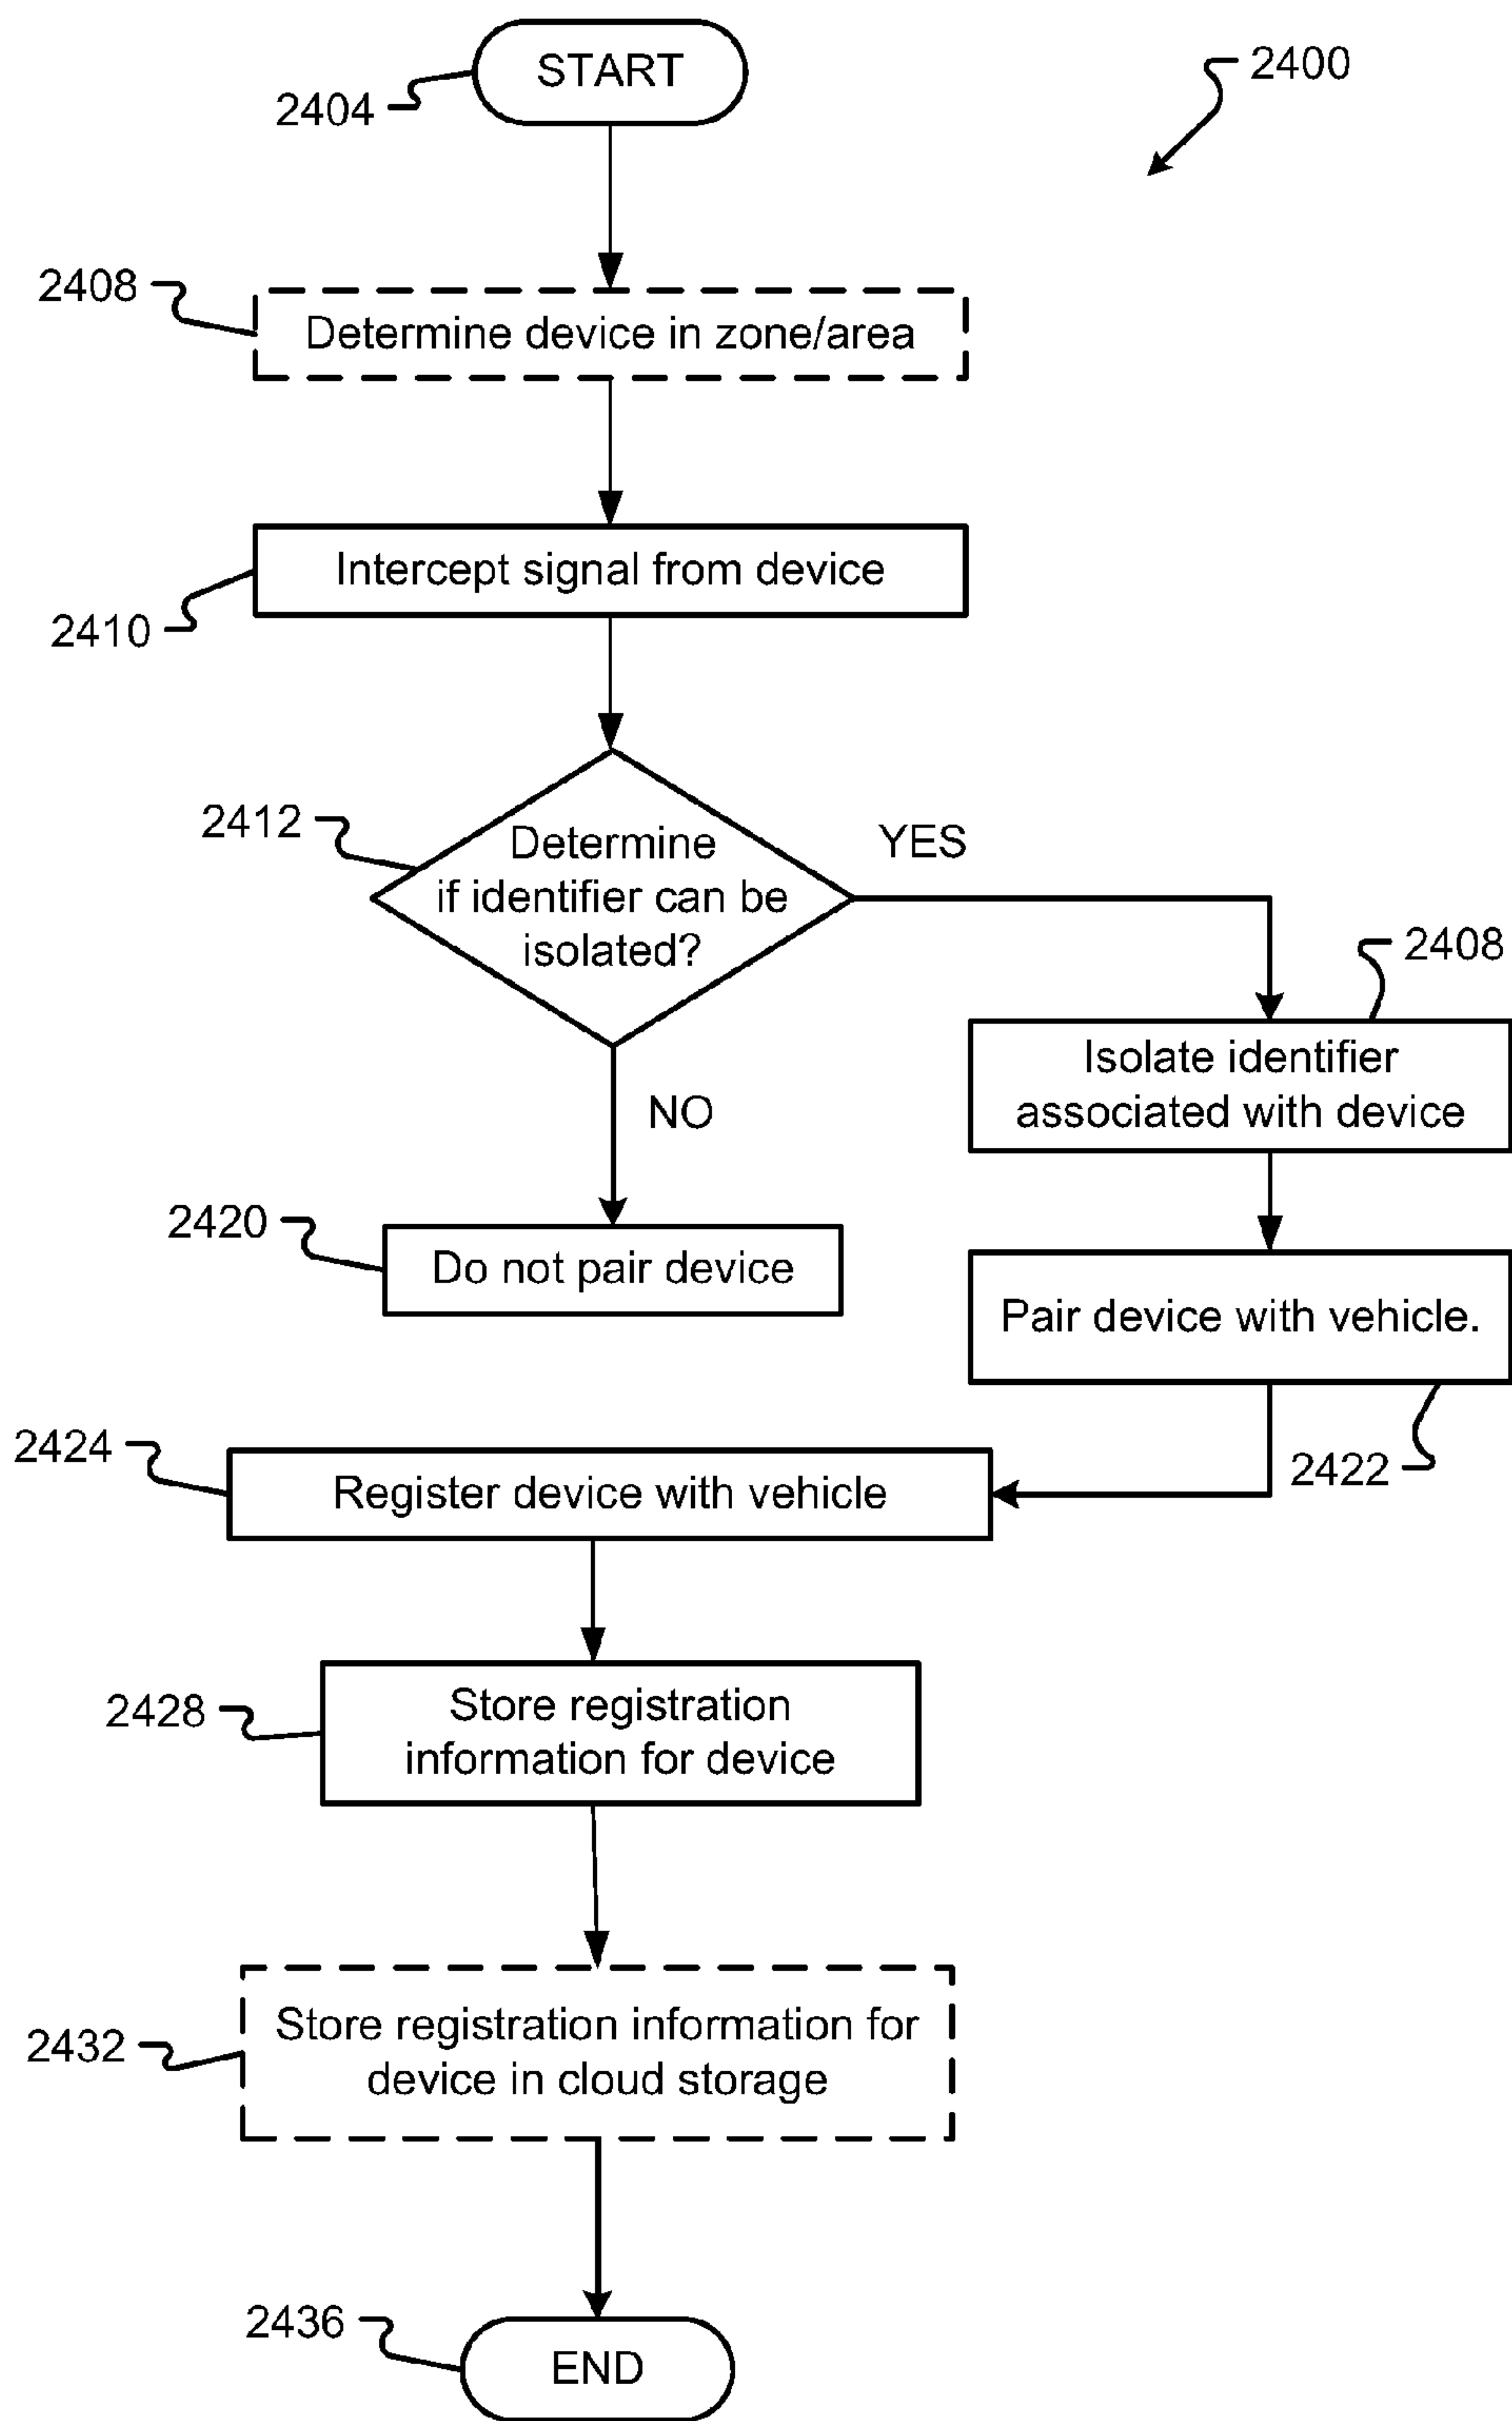 START
2400
2404
2408
Determine device in zone/area
Intercept signal from device
2410
2412
Determine
if identifier can be
isolated?
YES
2408
Isolate identifier
associated with device
NO
2420
Do not pair device
Pair device with vehicle.
2422
2424
Register device with vehicle
2428
Store registration
information for device
2432
Store registration information for
device in cloud storage
2436
END